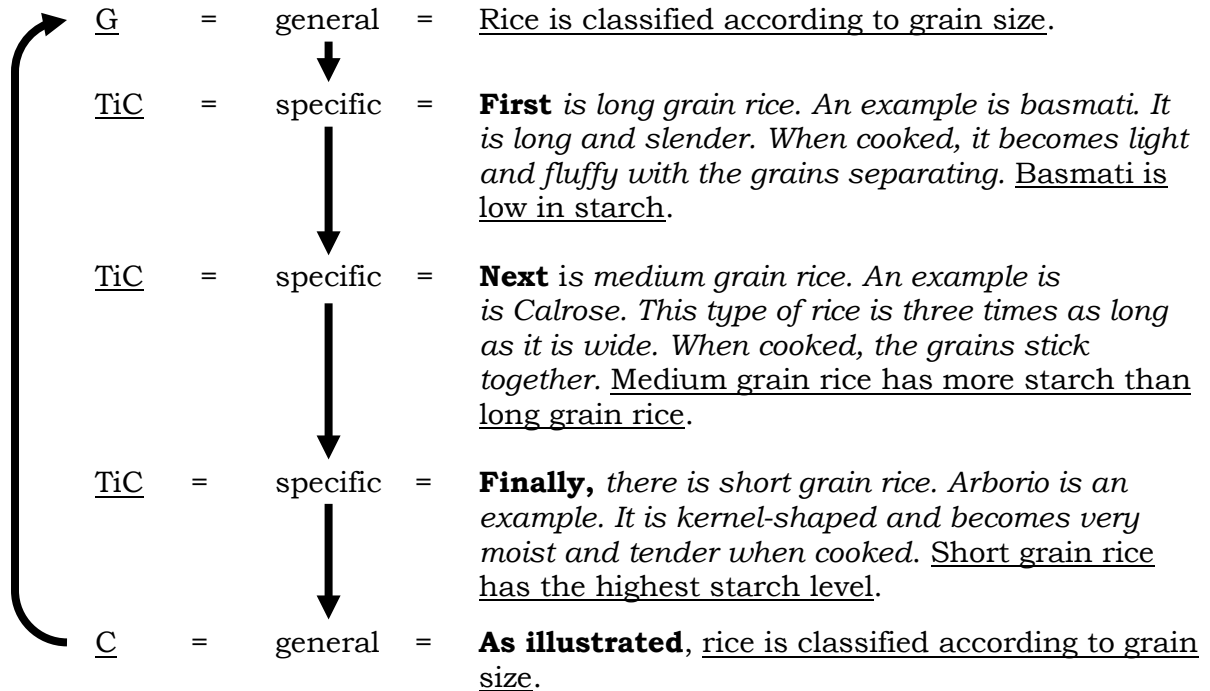 G = general = Rice is classified according to grain size.
TiC = specific = First is long grain rice. An example is basmati. It
is long and slender. When cooked, it becomes light
and fluffy with the grains separating. Basmati is
low in starch.
TiC = specific = Next is medium grain rice. An example is
is Calrose. This type of rice is three times as long
as it is wide. When cooked, the grains stick
together. Medium grain rice has more starch than
long grain rice.
TiC = specific = Finally, there is short grain rice. Arborio is an
example. It is kernel-shaped and becomes very
moist and tender when cooked. Short grain rice
has the highest starch level.
C = general = As illustrated, rice is classified according to grain
size.